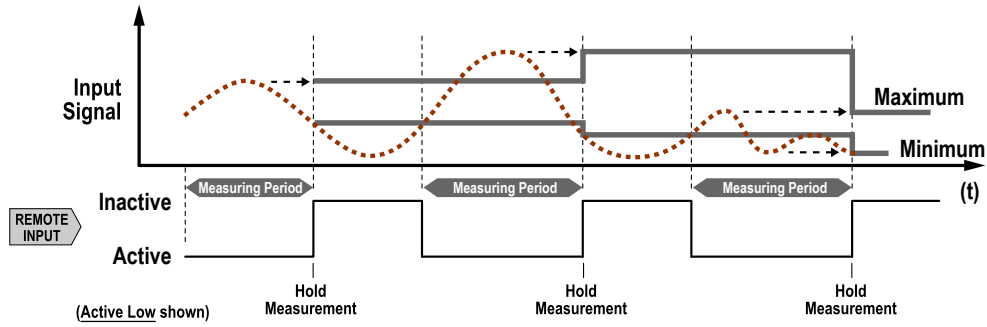 Input
Signal
Maximum
Minimum
Measuring Period
Measuring Period
Measuring Period
(t)
Inactive
REMOTE
INPUT
Active
Hold
Measurement
Hold
Measurement
Hold
Measurement
(Active Low shown)